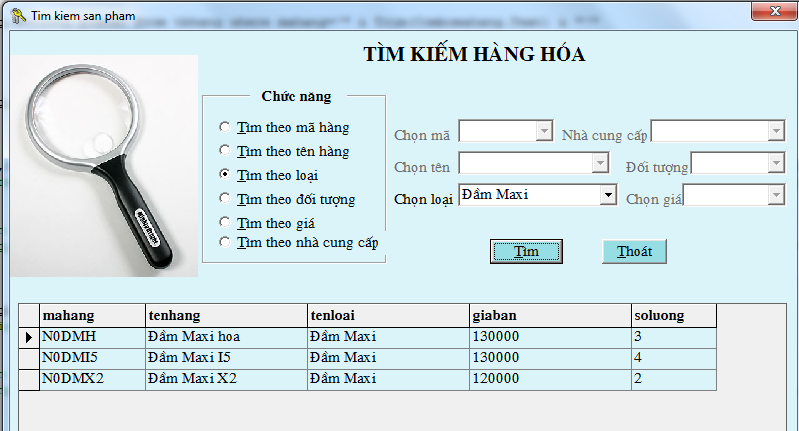 Tim kiem san pham
TÌM KIẾM HÀNG HÓA
Chức năng
Tìm theo mã hàng
Tìm theo tên hàng
Tìm theo loại
Tìm theo đối tượng
Tìm theo giá
Tìm theo nhà cung cấp
Chọn mã
Nhà cung cấp
Chọn tên
Đối tượng
Chọn loại Đầm Maxi
Chọn giá
Tìm
Thoát
mahang tenhang tenloai giaban soluong
N0DMH Đầm Maxi hoa Đầm Maxi 130000 3
N0DMI5 Đầm Maxi I5 Đầm Maxi 130000 4
N0DMX2 Đầm Maxi X2 Đầm Maxi 120000 2